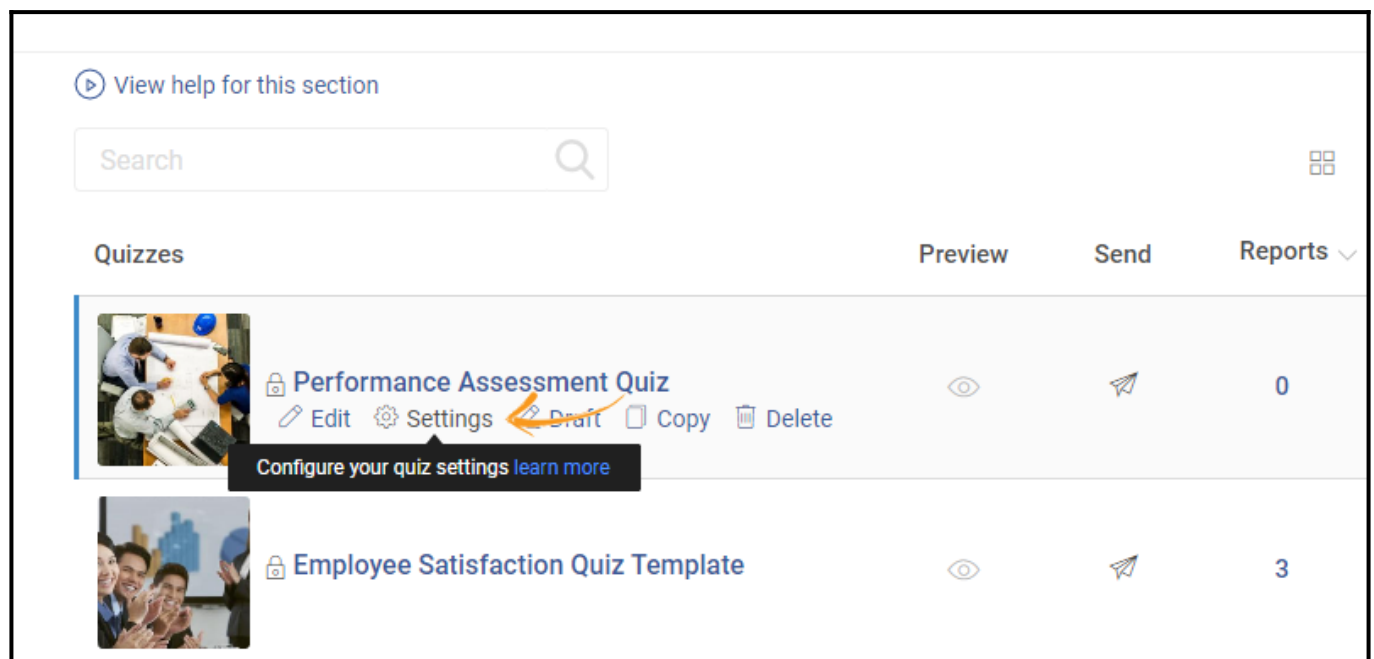 View help for this section
Search
Quizzes Preview Send Reports
Performance Assessment Quiz 0
Edit Settings Draft Copy Delete
Configure your quiz settings learn more
Employee Satisfaction Quiz Template 3